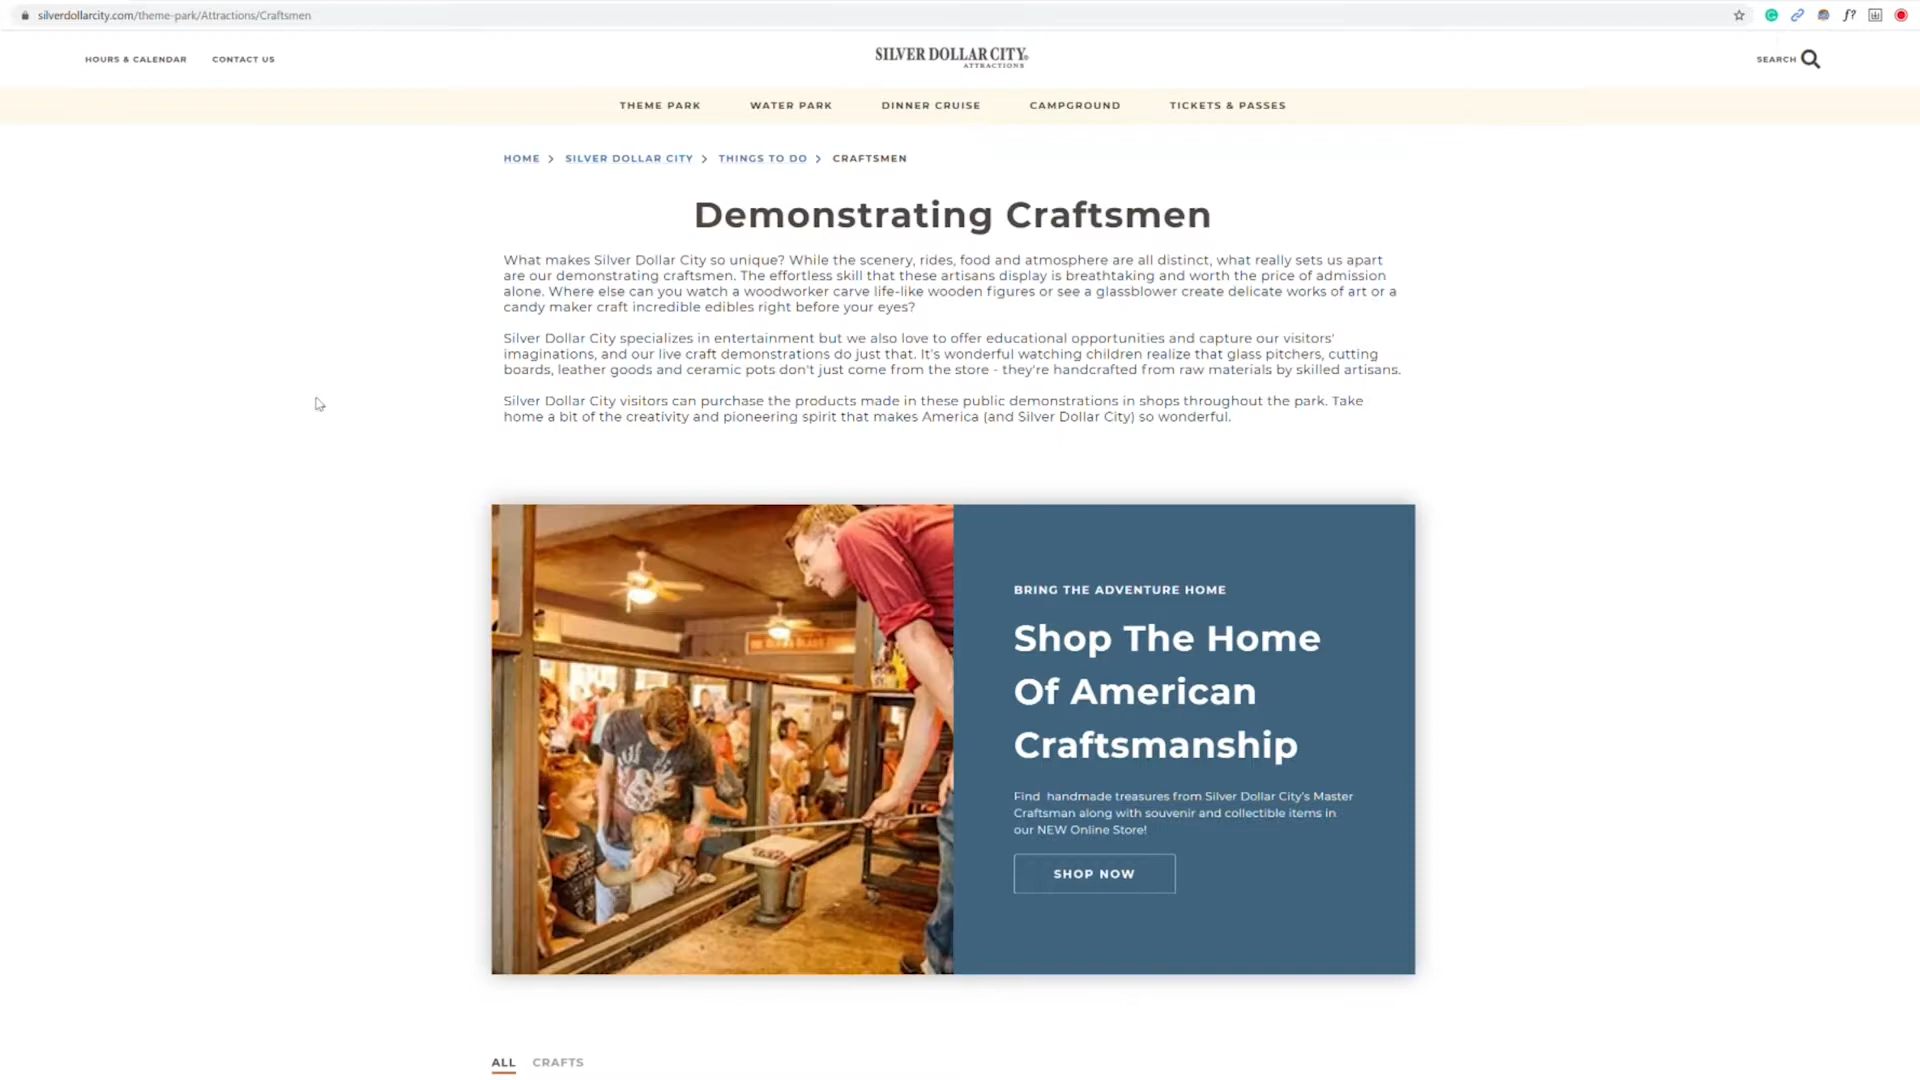 silverdollarcity.com/theme-park/Attractions/Craftsmen
f?
HOURS & CALENDAR CONTACT US
SILVER DOLLAR CITY®
ATTRACTIONS
SEARCH
THEME PARK WATER PARK DINNER CRUISE CAMPGROUND TICKETS & PASSES
HOME > SILVER DOLLAR CITY > THINGS TO DO > CRAFTSMEN
Demonstrating Craftsmen
What makes Silver Dollar City so unique? While the scenery, rides, food and atmosphere are all distinct, what really sets us apart
are our demonstrating craftsmen. The effortless skill that these artisans display is breathtaking and worth the price of admission
alone. Where else can you watch a woodworker carve life-like wooden figures or see a glassblower create delicate works of art or a
candy maker craft incredible edibles right before your eyes?
Silver Dollar City specializes in entertainment but we also love to offer educational opportunities and capture our visitors'
imaginations, and our live craft demonstrations do just that. It's wonderful watching children realize that glass pitchers, cutting
boards, leather goods and ceramic pots don't just come from the store - they're handcrafted from raw materials by skilled artisans.
Silver Dollar City visitors can purchase the products made in these public demonstrations in shops throughout the park. Take
home a bit of the creativity and pioneering spirit that makes America (and Silver Dollar City) so wonderful.
BRING THE ADVENTURE HOME
Shop The Home
Of American
Craftsmanship
Find handmade treasures from Silver Dollar City's Master
Craftsman along with souvenir and collectible items in
our NEW Online Store!
SHOP NOW
ALL CRAFTS